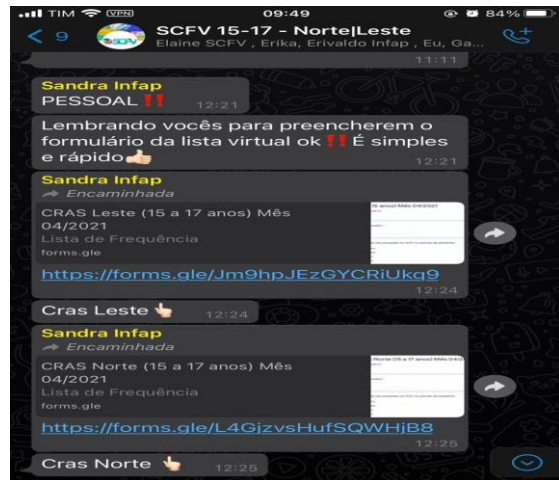 TIM VPN 09:49 84%
9 SCFV 15-17 - Norte|Leste
Elaine SCFV , Erika, Erivaldo Infap , Eu, Ga...
11:11
Sandra Infap
PESSOAL‼️ 12:21
Lembrando vocês para preencherem o
formulário da lista virtual ok‼️É simples
e rápido👍🏻 12:21
Sandra Infap
Encaminhada
CRAS Leste (15 a 17 anos) Mês
04/2021
Lista de Frequência
forms.gle
https://forms.gle/Jm9hpJEzGYCRiUkq9
12:24
Cras Leste👆🏻 12:24
Sandra Infap
Encaminhada
CRAS Norte (15 a 17 anos) Mês
04/2021
Lista de Frequência
forms.gle
https://forms.gle/L4GjzvsHufSQWHjB8
12:25
Cras Norte 👆🏻 12:25